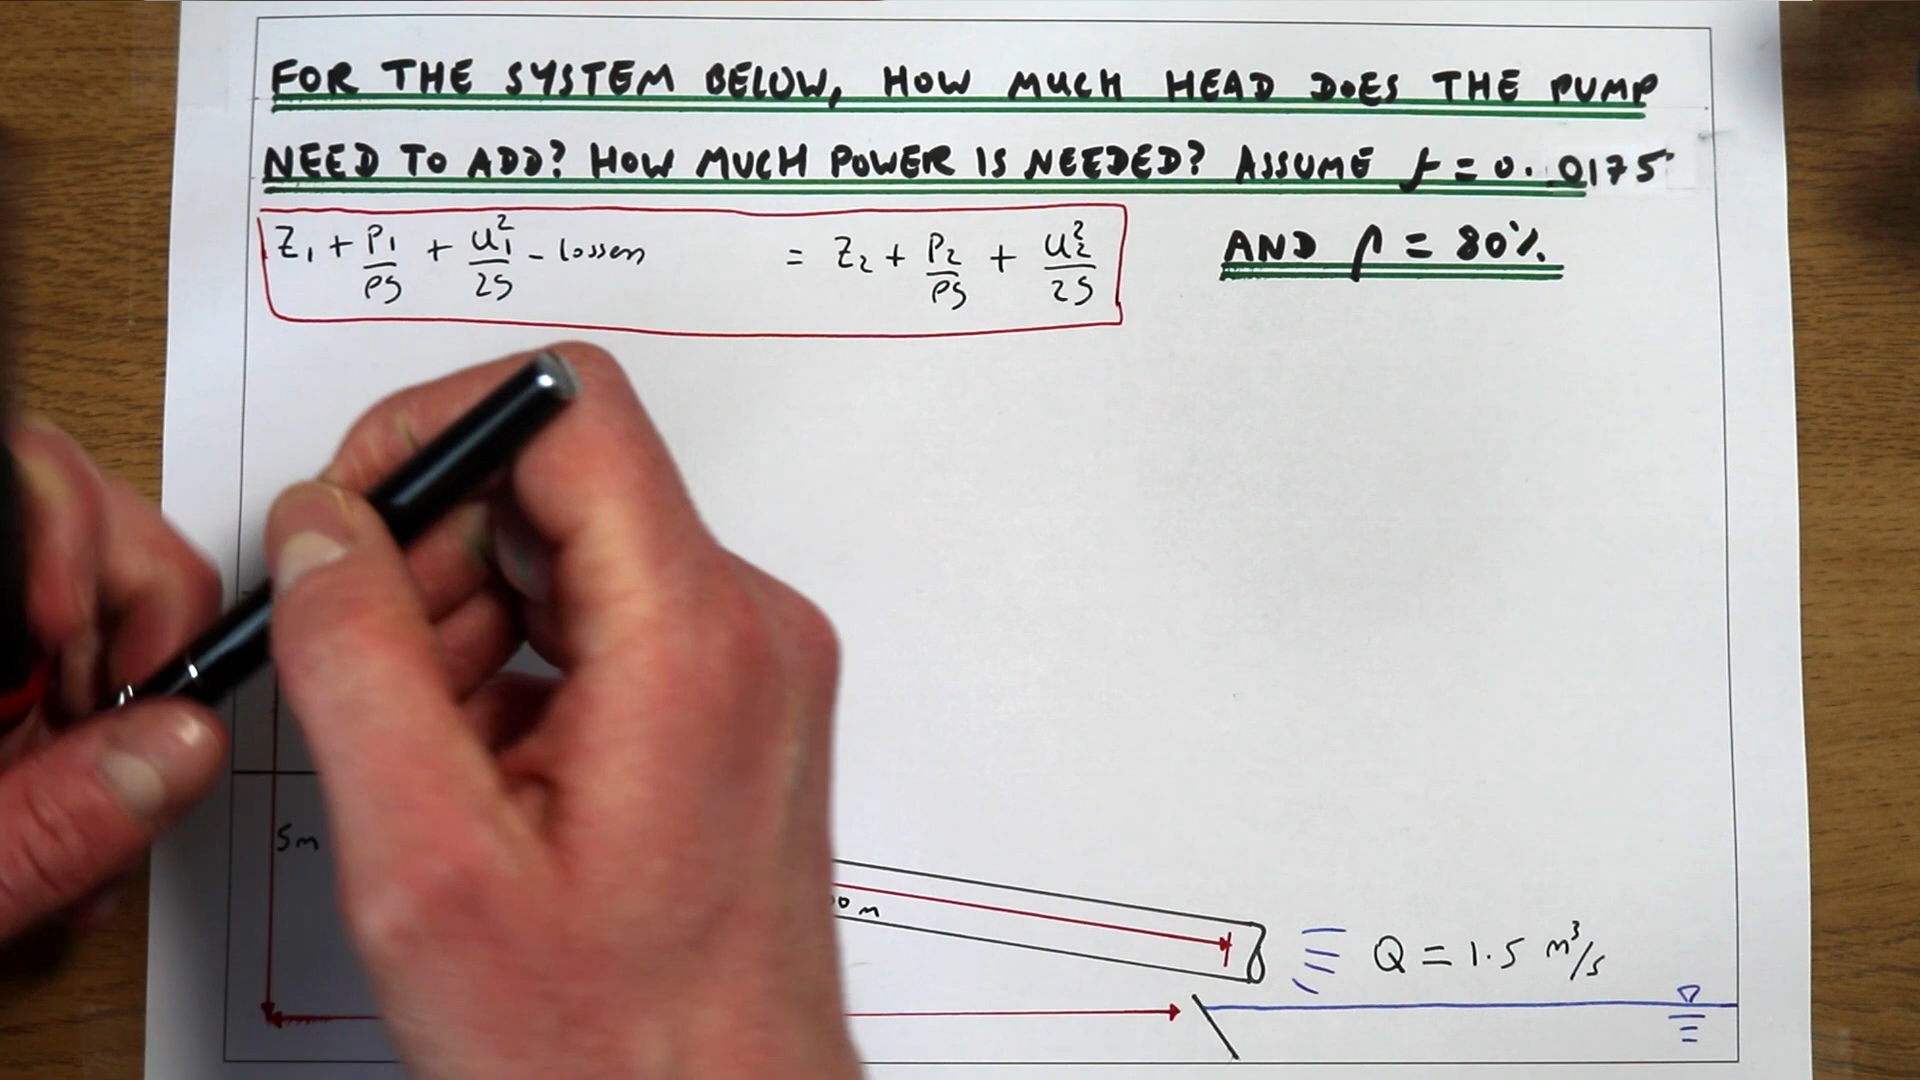 FOR THE SYSTEM BELOW, HOW MUCH HEAD DOES THE PUMP
NEED TO ADD? HOW MUCH POWER IS NEEDED? ASSUME f = 0.0175
AND η = 80%
Z₁ + P₁/ρg + u₁²/2g - losses = Z₂ + P₂/ρg + u₂²/2g
5m
Q = 1.5 m³/s